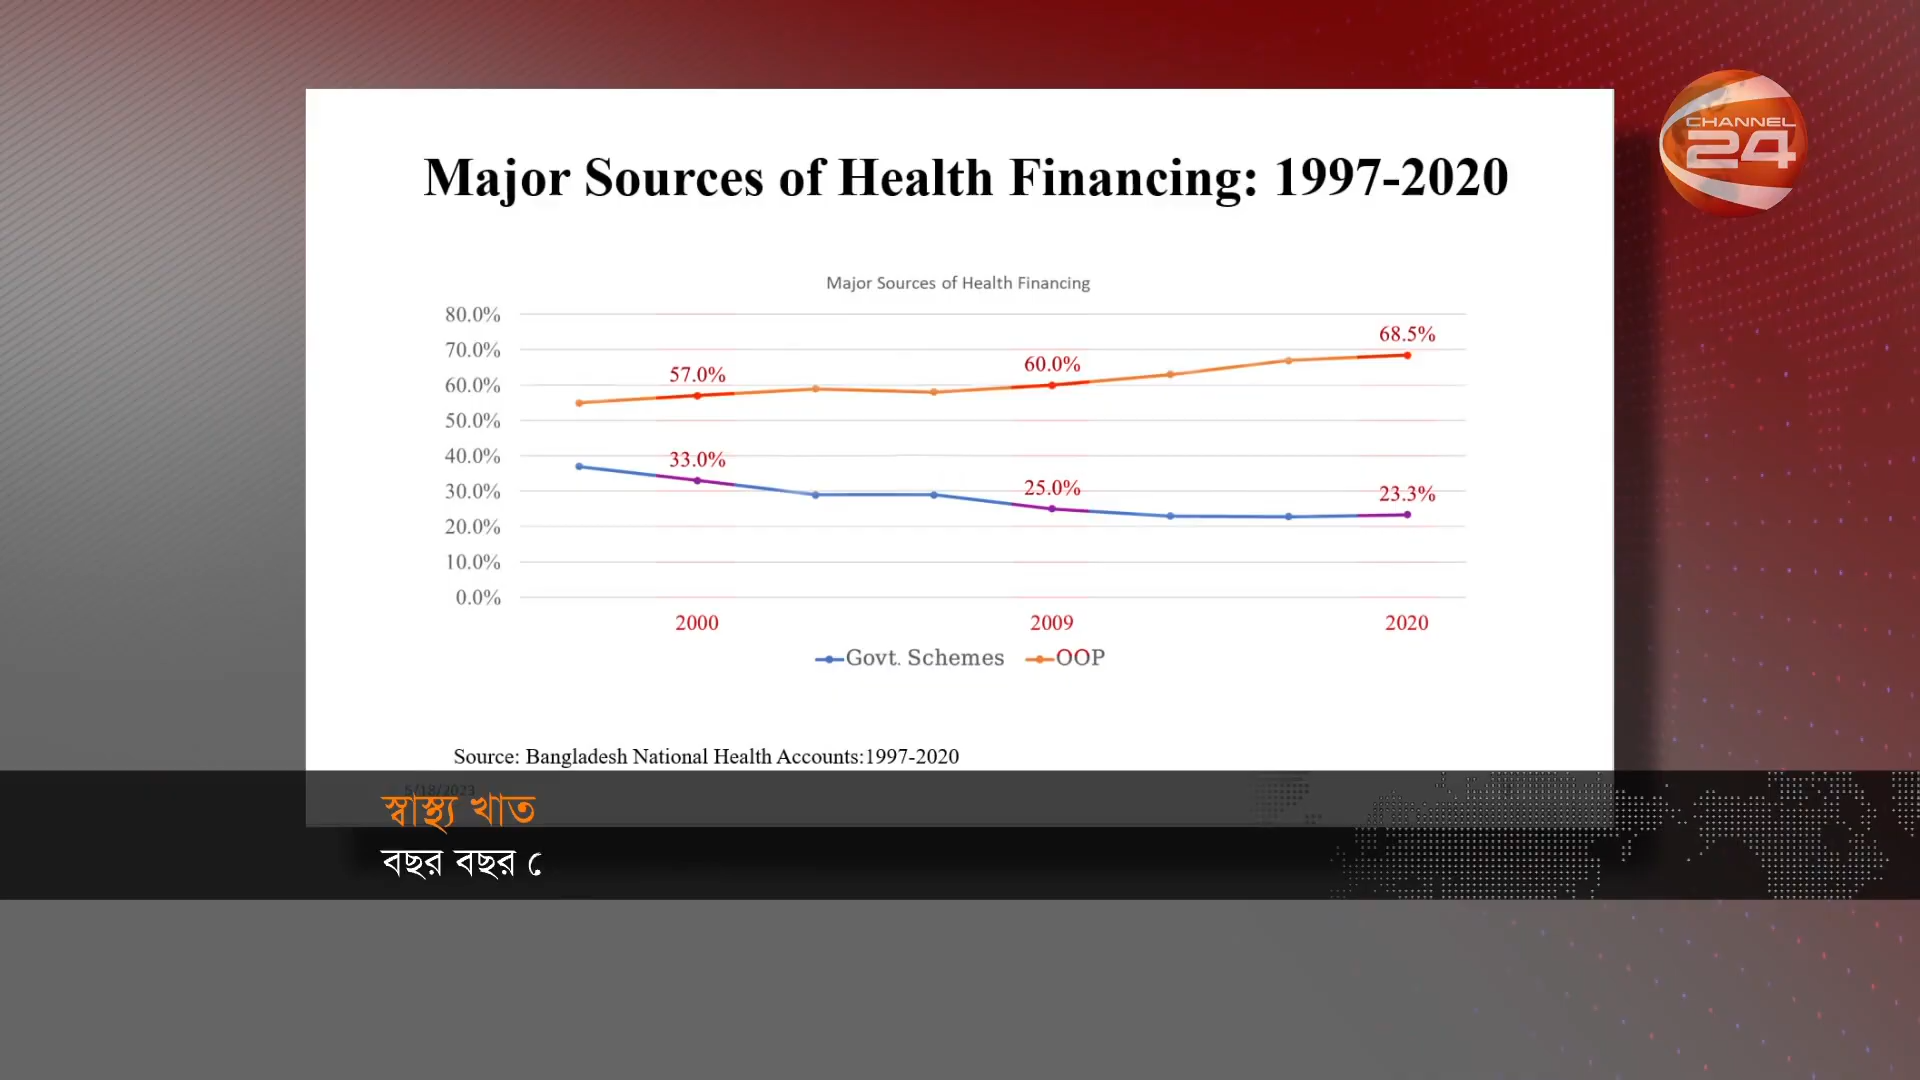 CHANNEL
24
Major Sources of Health Financing: 1997-2020
Major Sources of Health Financing
80.0%
70.0%
60.0%
50.0%
40.0%
30.0%
20.0%
10.0%
0.0%
57.0%
60.0%
68.5%
33.0%
25.0%
23.3%
2000 2009 2020
Govt. Schemes OOP
Source: Bangladesh National Health Accounts:1997-2020
5/18/2023
স্বাস্থ্য খাত
বছর বছর